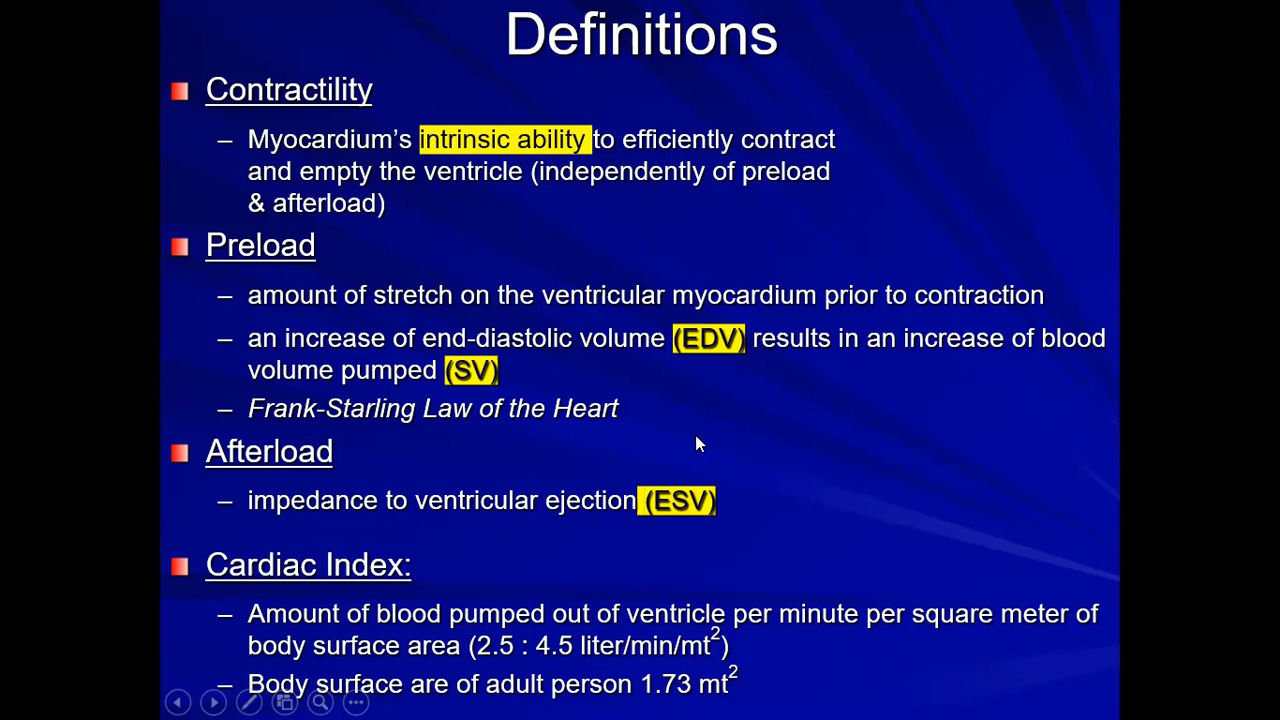 Definitions
Contractility
– Myocardium’s intrinsic ability to efficiently contract
and empty the ventricle (independently of preload
& afterload)
Preload
– amount of stretch on the ventricular myocardium prior to contraction
– an increase of end-diastolic volume (EDV) results in an increase of blood
volume pumped (SV)
– Frank-Starling Law of the Heart
Afterload
– impedance to ventricular ejection (ESV)
Cardiac Index:
– Amount of blood pumped out of ventricle per minute per square meter of
body surface area (2.5 : 4.5 liter/min/mt²)
– Body surface are of adult person 1.73 mt²